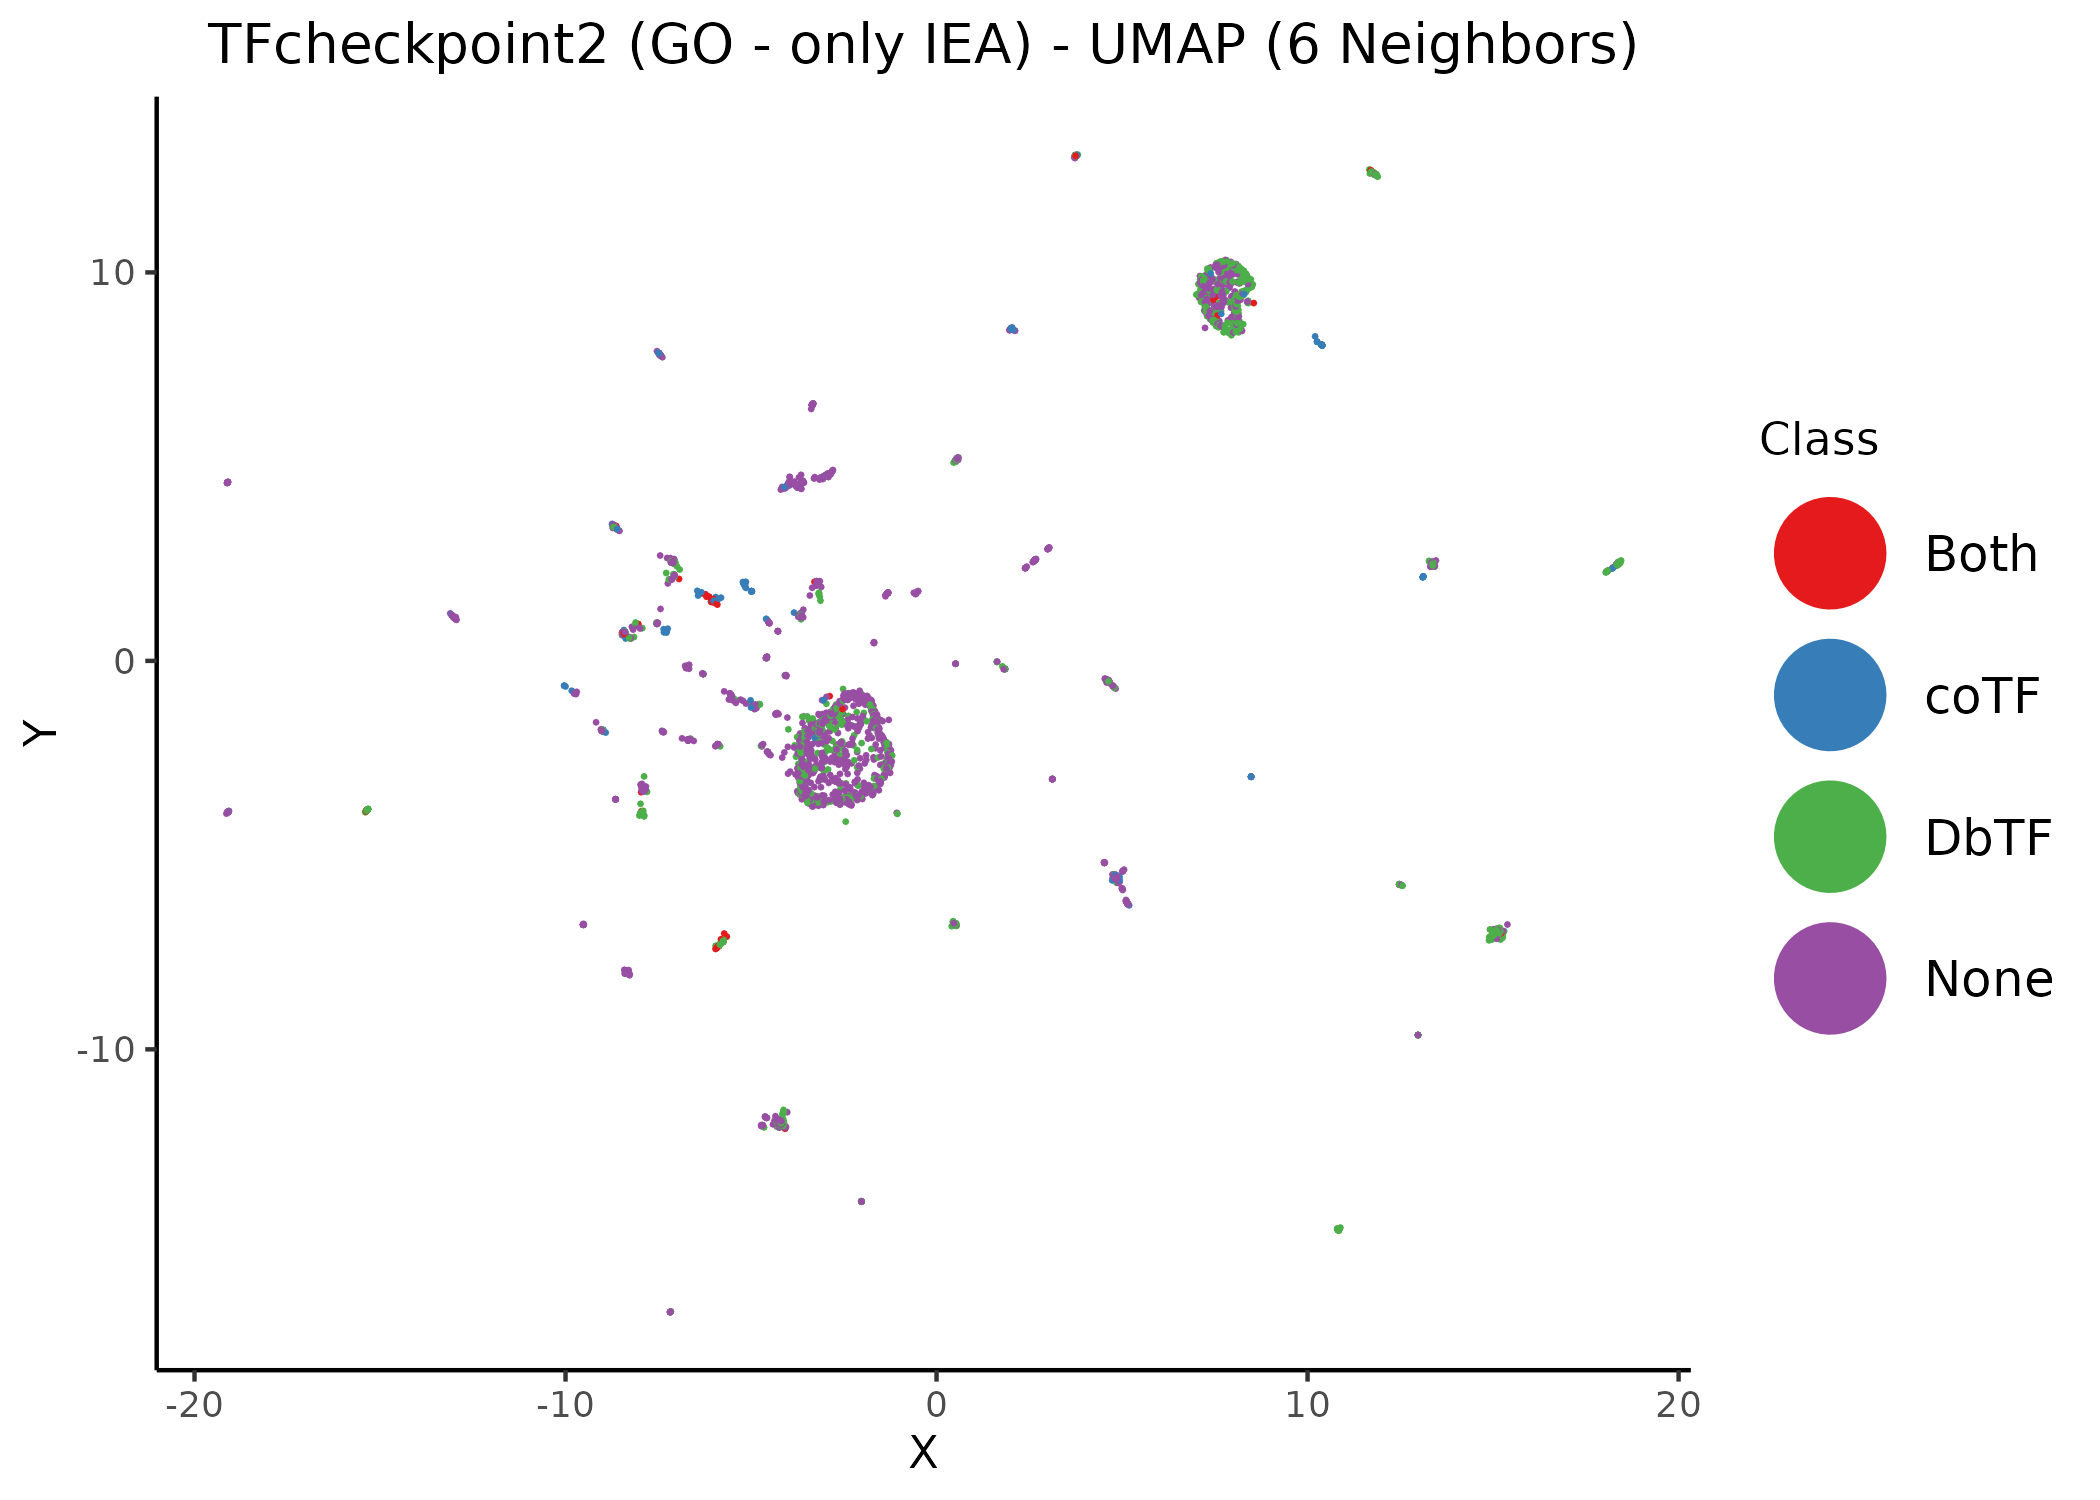 TFcheckpoint2 (GO - only IEA) - UMAP (6 Neighbors)
10
0
-10
Y
-20
-10
0
10
20
X
Class
Both
coTF
DbTF
None